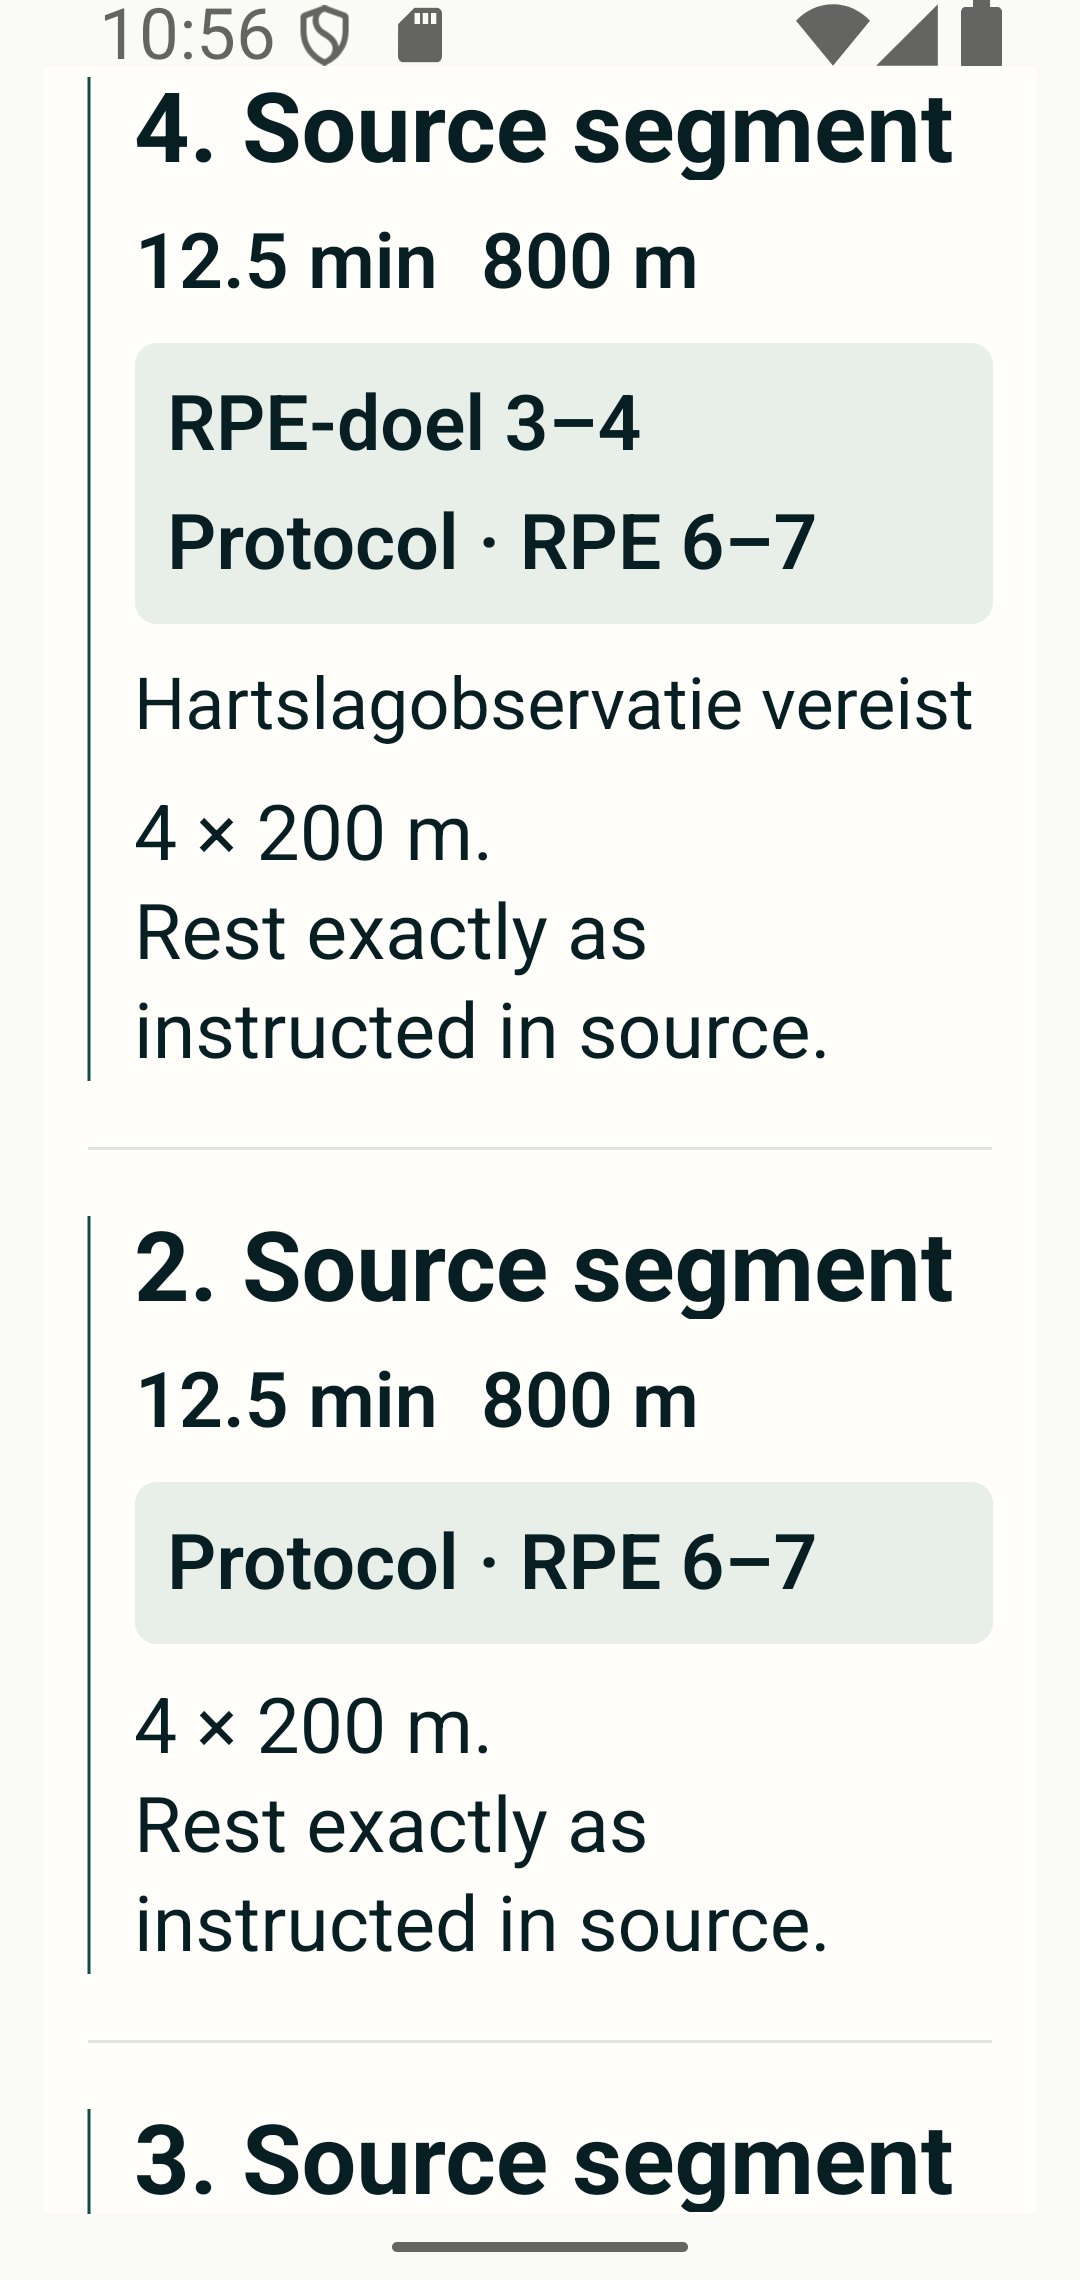 10:56
4. Source segment
12.5 min 800 m
RPE-doel 3–4
Protocol · RPE 6–7
Hartslagobservatie vereist
4 × 200 m.
Rest exactly as
instructed in source.
2. Source segment
12.5 min 800 m
Protocol · RPE 6–7
4 × 200 m.
Rest exactly as
instructed in source.
3. Source segment